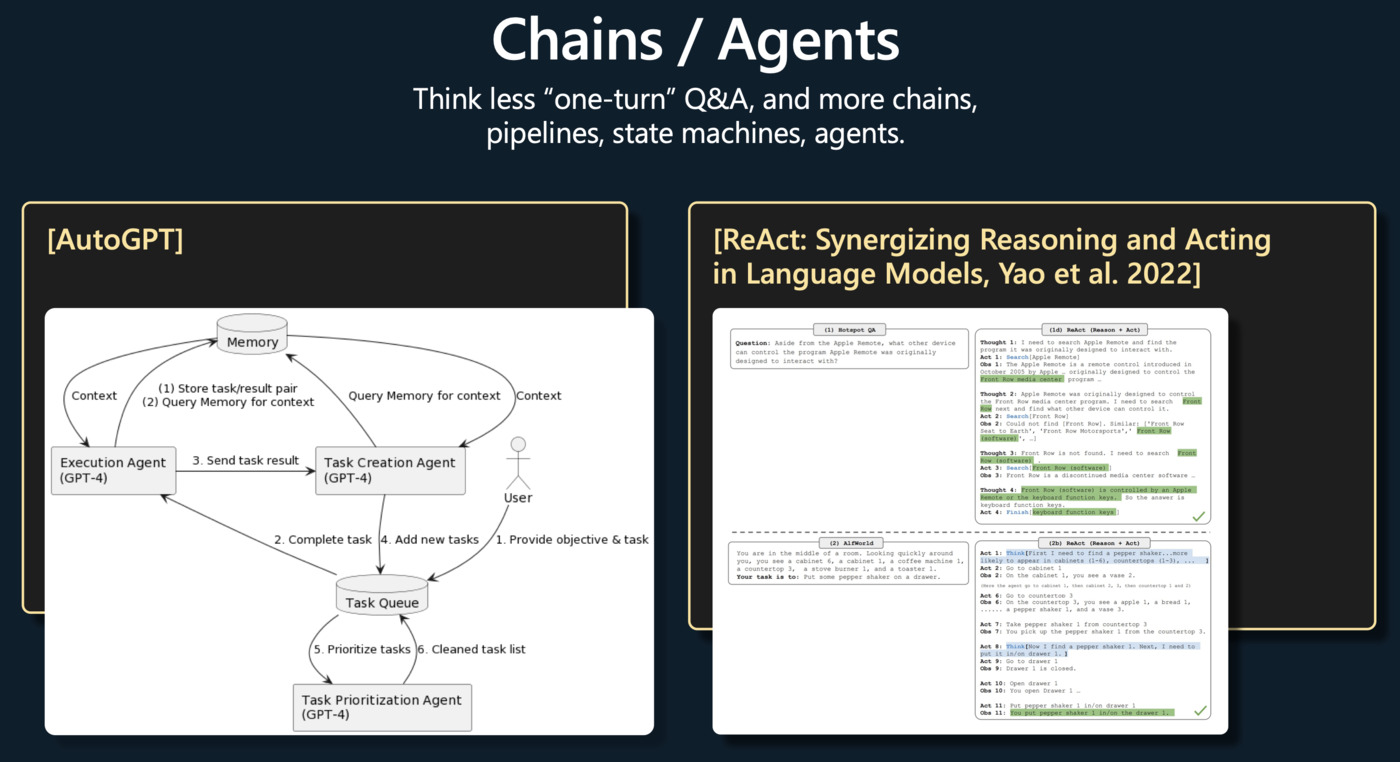 Chains / Agents
Think less “one-turn” Q&A, and more chains,
pipelines, state machines, agents.
[AutoGPT]
Memory
Context
(1) Store task/result pair
(2) Query Memory for context
Query Memory for context
Context
Execution Agent
(GPT-4)
3. Send task result
Task Creation Agent
(GPT-4)
User
2. Complete task
4. Add new tasks
1. Provide objective & task
Task Queue
5. Prioritize tasks
6. Cleaned task list
Task Prioritization Agent
(GPT-4)
[ReAct: Synergizing Reasoning and Acting
in Language Models, Yao et al. 2022]
(1) Hotspot QA
Question: Aside from the Apple Remote, what other device
can control the program Apple Remote was originally
designed to interact with?
(1d) ReAct (Reason + Act)
Thought 1: I need to search Apple Remote and find the
program it was originally designed to interact with.
Act 1: Search[Apple Remote]
Obs 1: The Apple Remote is a remote control introduced in
October 2005 by Apple … originally designed to control the
Front Row media center program …
Thought 2: Apple Remote was originally designed to control
the Front Row media center program. I need to search Front
Row next and find what other device can control it.
Act 2: Search[Front Row]
Obs 2: Could not find [Front Row]. Similar: ['Front Row
Seat to Earth', 'Front Row Motorsports',' Front Row
(software)', …]
Thought 3: Front Row is not found. I need to search Front
Row (software) .
Act 3: Search[Front Row (software)]
Obs 3: Front Row is a discontinued media center software …
Thought 4: Front Row (software) is controlled by an Apple
Remote or the keyboard function keys. So the answer is
keyboard function keys.
Act 4: Finish[keyboard function keys]
(2) AlfWorld
You are in the middle of a room. Looking quickly around
you, you see a cabinet 6, a cabinet 1, a coffee machine 1,
a countertop 3, a stove burner 1, and a toaster 1.
Your task is to: Put some pepper shaker on a drawer.
(2b) ReAct (Reason + Act)
Act 1: Think[First I need to find a pepper shaker...more
likely to appear in cabinets (1-6), countertops (1-3), ... ]
Act 2: Go to cabinet 1
Obs 2: On the cabinet 1, you see a vase 2.
(Here the agent go to cabinet 1, then cabinet 2, 3, then countertop 1 and 2)
Act 6: Go to countertop 3
Obs 6: On the countertop 3, you see a apple 1, a bread 1,
...... a pepper shaker 1, and a vase 3.
Act 7: Take pepper shaker 1 from countertop 3
Obs 7: You pick up the pepper shaker 1 from the countertop 3.
Act 8: Think[Now I find a pepper shaker 1. Next, I need to
put it in/on drawer 1. ]
Act 9: Go to drawer 1
Obs 9: Drawer 1 is closed.
Act 10: Open drawer 1
Obs 10: You open Drawer 1 …
Act 11: Put pepper shaker 1 in/on drawer 1
Obs 11: You put pepper shaker 1 in/on the drawer 1.